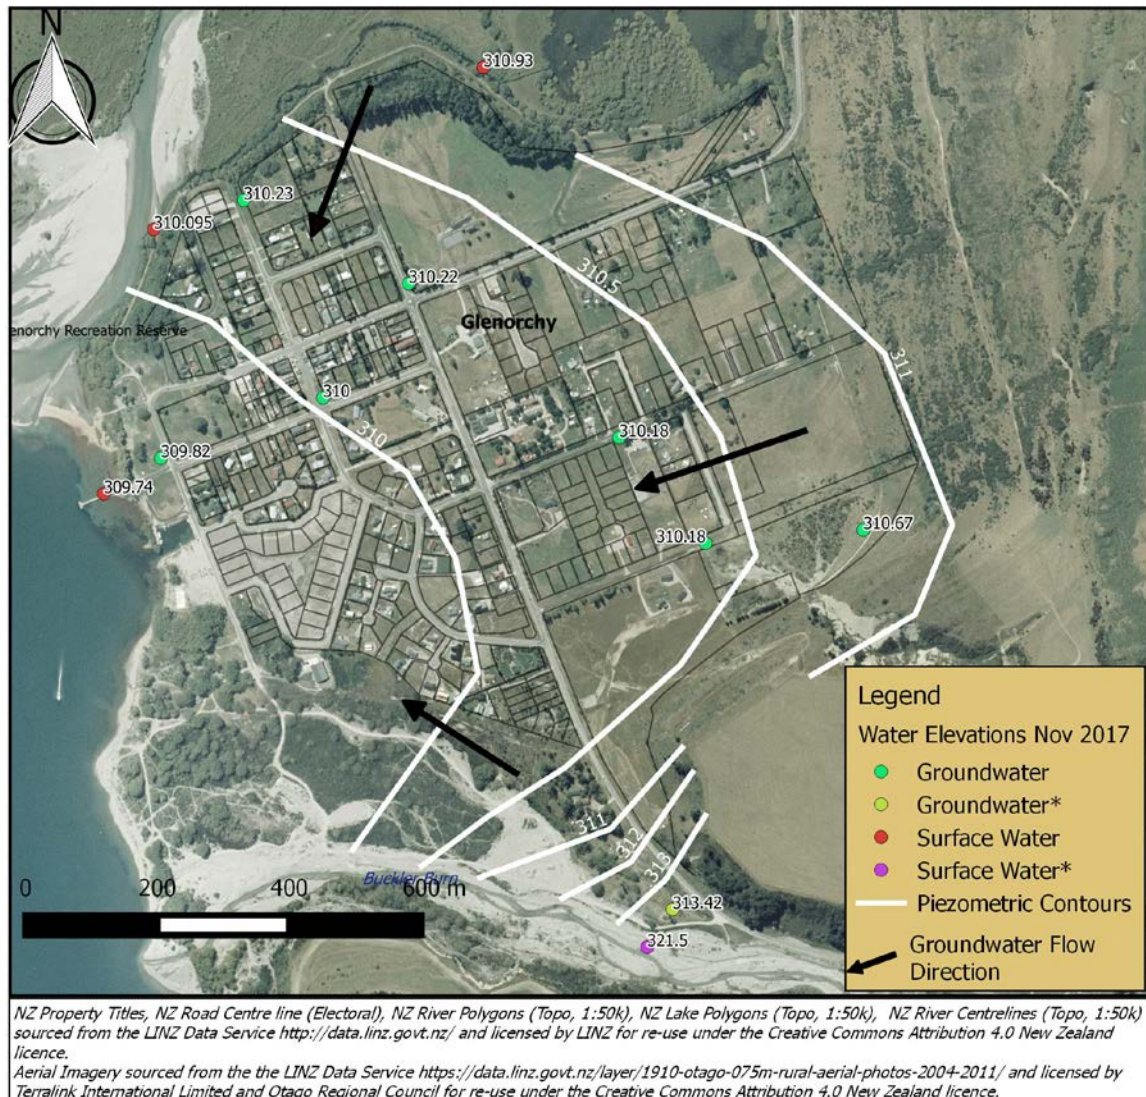 N
310.93
310.23
310.095
310.5
310.22
Glenorchy
enorchy Recreation Reserve
311
310
310
310.18
309.82
309.74
310.67
310.18
Legend
Water Elevations Nov 2017
Groundwater
Groundwater*
Surface Water
Surface Water*
Piezometric Contours
Groundwater Flow
Direction
311
312
313
Buckler Burn
0 200 400 600 m
313.42
321.5
NZ Property Titles, NZ Road Centre line (Electoral), NZ River Polygons (Topo, 1:50k), NZ Lake Polygons (Topo, 1:50k), NZ River Centrelines (Topo, 1:50k)
sourced from the LINZ Data Service http://data.linz.govt.nz/ and licensed by LINZ for re-use under the Creative Commons Attribution 4.0 New Zealand
licence.
Aerial Imagery sourced from the the LINZ Data Service https://data.linz.govt.nz/layer/1910-otago-075m-rural-aerial-photos-2004-2011/ and licensed by
Terralink International Limited and Otago Regional Council for re-use under the Creative Commons Attribution 4.0 New Zealand licence.